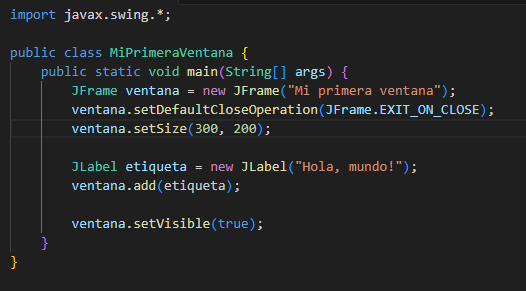 import javax.swing.*;
public class MiPrimeraVentana {
public static void main(String[] args) {
JFrame ventana = new JFrame("Mi primera ventana");
ventana.setDefaultCloseOperation(JFrame.EXIT_ON_CLOSE);
ventana.setSize(300, 200);
JLabel etiqueta = new JLabel("Hola, mundo!");
ventana.add(etiqueta);
ventana.setVisible(true);
}
}